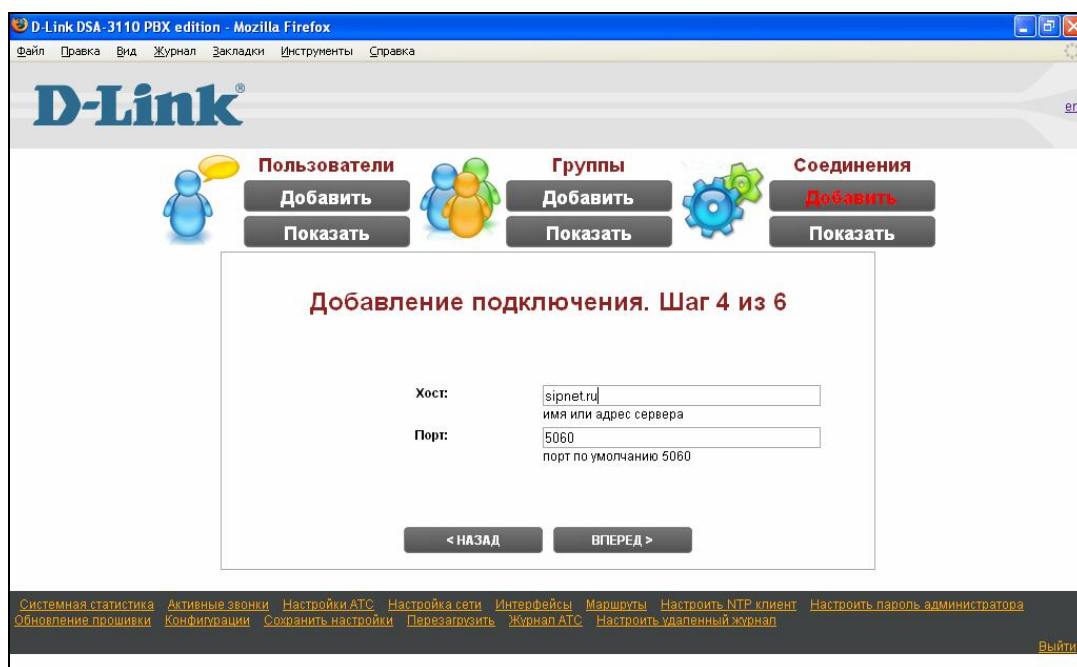 D-Link DSA-3110 PBX edition - Mozilla Firefox
Файл Правка Вид Журнал Закладки Инструменты Справка
D-Link®
en
Пользователи Группы Соединения
Добавить Добавить Добавить
Показать Показать Показать
Добавление подключения. Шаг 4 из 6
Хост: sipnet.ru
имя или адрес сервера
Порт: 5060
порт по умолчанию 5060
< НАЗАД ВПЕРЕД >
Системная статистика Активные звонки Настройки АТС Настройка сети Интерфейсы Маршруты Настроить NTP клиент Настроить пароль администратора
Обновление прошивки Конфигурации Сохранить настройки Перезагрузить Журнал АТС Настроить удаленный журнал
Выйти